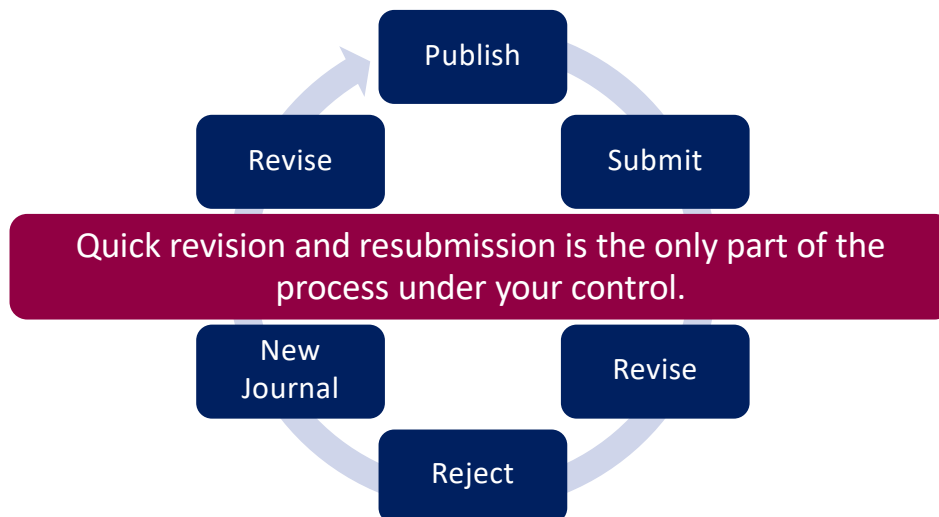 Publish
Revise
Submit
Quick revision and resubmission is the only part of the
process under your control.
New
Journal
Revise
Reject